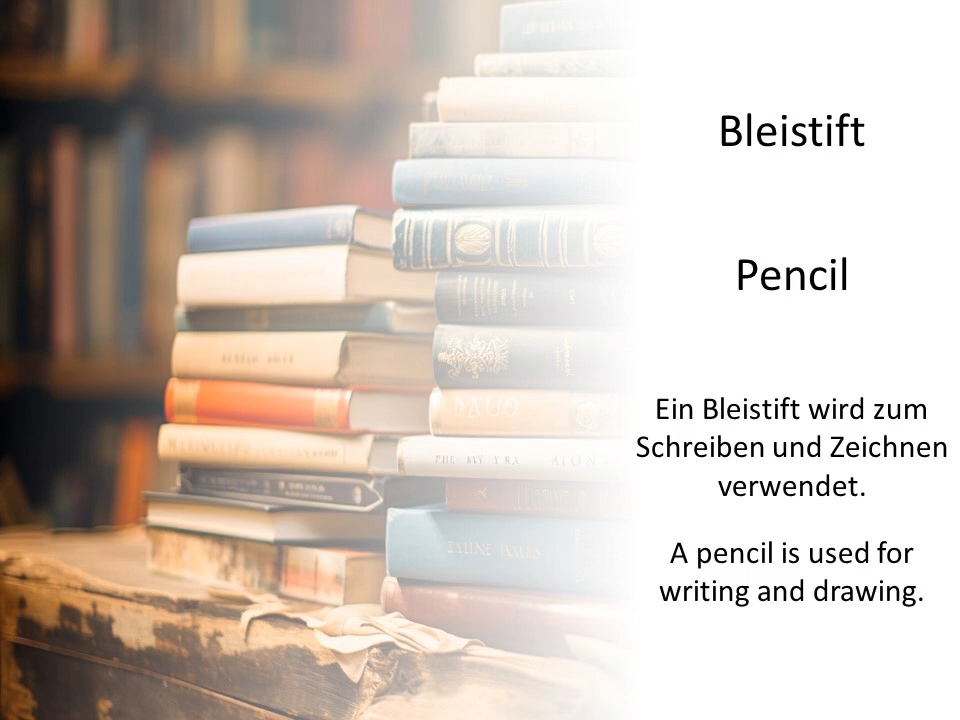 Bleistift
Pencil
Ein Bleistift wird zum
Schreiben und Zeichnen
verwendet.
A pencil is used for
writing and drawing.